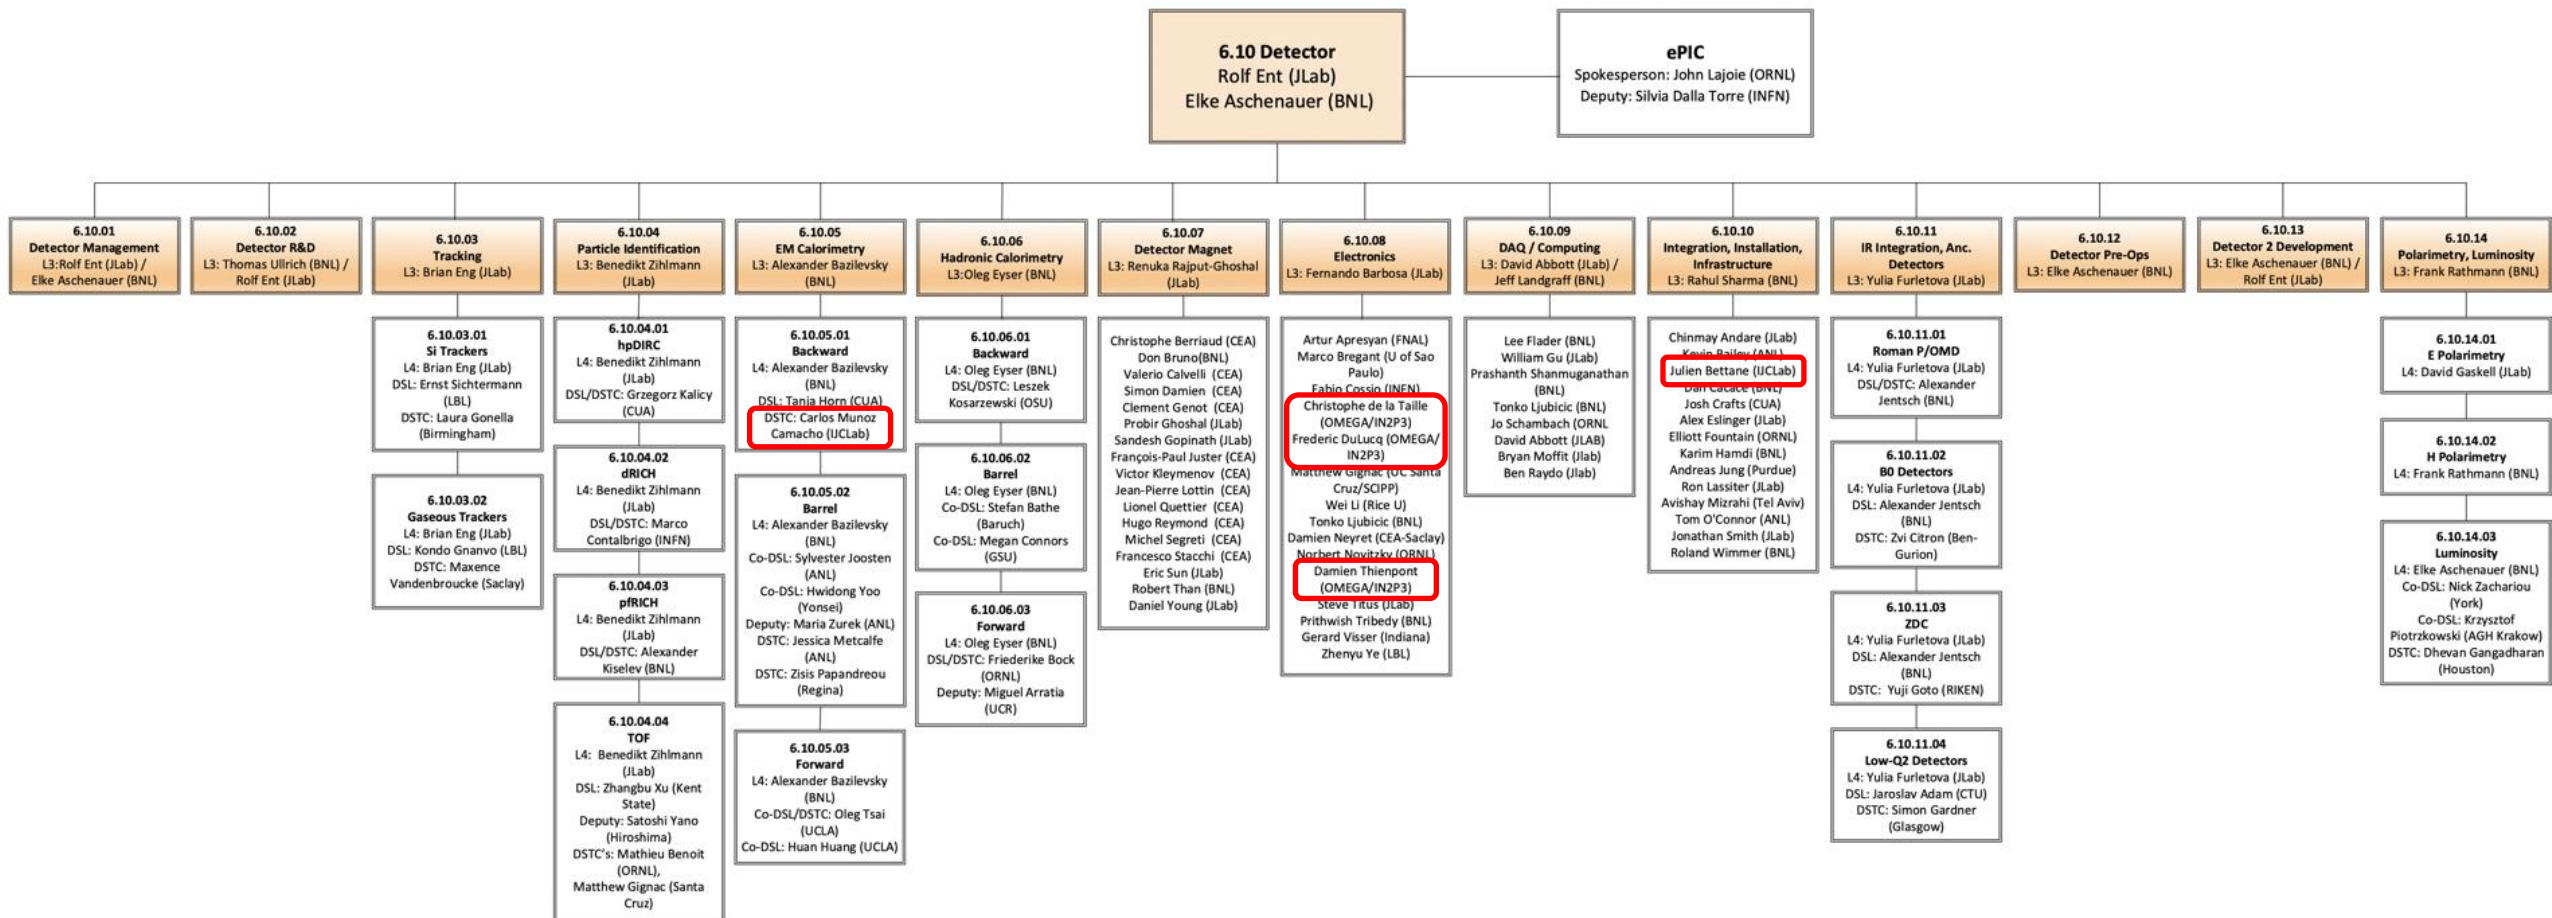 6.10 Detector
Rolf Ent (JLab)
Elke Aschenauer (BNL)
ePIC
Spokesperson: John Lajoie (ORNL)
Deputy: Silvia Dalla Torre (INFN)
6.10.01
Detector Management
L3:Rolf Ent (JLab) /
Elke Aschenauer (BNL)
6.10.02
Detector R&D
L3: Thomas Ullrich (BNL) /
Rolf Ent (JLab)
6.10.03
Tracking
L3: Brian Eng (JLab)
6.10.03.01
Si Trackers
L4: Brian Eng (JLab)
DSL: Ernst Sichtermann
(LBL)
DSTC: Laura Gonella
(Birmingham)
6.10.03.02
Gaseous Trackers
L4: Brian Eng (JLab)
DSL: Kondo Gnanvo (LBL)
DSTC: Maxence
Vandenbroucke (Saclay)
6.10.04
Particle Identification
L3: Benedikt Zihlmann
(JLab)
6.10.04.01
hpDIRC
L4: Benedikt Zihlmann
(JLab)
DSL/DSTC: Grzegorz Kalicy
(CUA)
6.10.04.02
dRICH
L4: Benedikt Zihlmann
(JLab)
DSL/DSTC: Marco
Contalbrigo (INFN)
6.10.04.03
pfRICH
L4: Benedikt Zihlmann
(JLab)
DSL/DSTC: Alexander
Kiselev (BNL)
6.10.04.04
TOF
L4: Benedikt Zihlmann
(JLab)
DSL: Zhangbu Xu (Kent
State)
Deputy: Satoshi Yano
(Hiroshima)
DSTC's: Mathieu Benoit
(ORNL),
Matthew Gignac (Santa
Cruz)
6.10.05
EM Calorimetry
L3: Alexander Bazilevsky
(BNL)
6.10.05.01
Backward
L4: Alexander Bazilevsky
(BNL)
DSL: Tanja Horn (CUA)
DSTC: Carlos Munoz
Camacho (IJCLab)
6.10.05.02
Barrel
L4: Alexander Bazilevsky
(BNL)
Co-DSL: Sylvester Joosten
(ANL)
Co-DSL: Hwidong Yoo
(Yonsei)
Deputy: Maria Zurek (ANL)
DSTC: Jessica Metcalfe
(ANL)
DSTC: Zisis Papandreou
(Regina)
6.10.05.03
Forward
L4: Alexander Bazilevsky
(BNL)
Co-DSL/DSTC: Oleg Tsai
(UCLA)
Co-DSL: Huan Huang (UCLA)
6.10.06
Hadronic Calorimetry
L3:Oleg Eyser (BNL)
6.10.06.01
Backward
L4: Oleg Eyser (BNL)
DSL/DSTC: Leszek
Kosarzewski (OSU)
6.10.06.02
Barrel
L4: Oleg Eyser (BNL)
Co-DSL: Stefan Bathe
(Baruch)
Co-DSL: Megan Connors
(GSU)
6.10.06.03
Forward
L4: Oleg Eyser (BNL)
DSL/DSTC: Friederike Bock
(ORNL)
Deputy: Miguel Arratia
(UCR)
6.10.07
Detector Magnet
L3: Renuka Rajput-Ghoshal
(JLab)
Christophe Berriaud (CEA)
Don Bruno(BNL)
Valerio Calvelli (CEA)
Simon Damien (CEA)
Clement Genot (CEA)
Probir Ghoshal (JLab)
Sandesh Gopinath (JLab)
François-Paul Juster (CEA)
Victor Kleymenov (CEA)
Jean-Pierre Lottin (CEA)
Lionel Quettier (CEA)
Hugo Reymond (CEA)
Michel Segreti (CEA)
Francesco Stacchi (CEA)
Eric Sun (JLab)
Robert Than (BNL)
Daniel Young (JLab)
6.10.08
Electronics
L3: Fernando Barbosa (JLab)
Artur Apresyan (FNAL)
Marco Bregant (U of Sao
Paulo)
Fabio Cossio (INFN)
Christophe de la Taille
(OMEGA/IN2P3)
Frederic DuLucq (OMEGA/
IN2P3)
Matthew Gignac (UC Santa
Cruz/SCIPP)
Wei Li (Rice U)
Tonko Ljubicic (BNL)
Damien Neyret (CEA-Saclay)
Norbert Novitzky (ORNL)
Damien Thienpont
(OMEGA/IN2P3)
Steve Titus (JLab)
Prithwish Tribedy (BNL)
Gerard Visser (Indiana)
Zhenyu Ye (LBL)
6.10.09
DAQ / Computing
L3: David Abbott (JLab) /
Jeff Landgraff (BNL)
Lee Flader (BNL)
William Gu (JLab)
Prashanth Shanmuganathan
(BNL)
Tonko Ljubicic (BNL)
Jo Schambach (ORNL
David Abbott (JLAB)
Bryan Moffit (Jlab)
Ben Raydo (Jlab)
6.10.10
Integration, Installation,
Infrastructure
L3: Rahul Sharma (BNL)
Chinmay Andare (JLab)
Kevin Bailey (ANL)
Julien Bettane (IJCLab)
Dan Cacace (BNL)
Josh Crafts (CUA)
Alex Eslinger (JLab)
Elliott Fountain (ORNL)
Karim Hamdi (BNL)
Andreas Jung (Purdue)
Ron Lassiter (JLab)
Avishay Mizrahi (Tel Aviv)
Tom O'Connor (ANL)
Jonathan Smith (JLab)
Roland Wimmer (BNL)
6.10.11
IR Integration, Anc.
Detectors
L3: Yulia Furletova (JLab)
6.10.11.01
Roman P/OMD
L4: Yulia Furletova (JLab)
DSL/DSTC: Alexander
Jentsch (BNL)
6.10.11.02
B0 Detectors
L4: Yulia Furletova (JLab)
DSL: Alexander Jentsch
(BNL)
DSTC: Zvi Citron (Ben-
Gurion)
6.10.11.03
ZDC
L4: Yulia Furletova (JLab)
DSL: Alexander Jentsch
(BNL)
DSTC: Yuji Goto (RIKEN)
6.10.11.04
Low-Q2 Detectors
L4: Yulia Furletova (JLab)
DSL: Jaroslav Adam (CTU)
DSTC: Simon Gardner
(Glasgow)
6.10.12
Detector Pre-Ops
L3: Elke Aschenauer (BNL)
6.10.13
Detector 2 Development
L3: Elke Aschenauer (BNL) /
Rolf Ent (JLab)
6.10.14
Polarimetry, Luminosity
L3: Frank Rathmann (BNL)
6.10.14.01
E Polarimetry
L4: David Gaskell (JLab)
6.10.14.02
H Polarimetry
L4: Frank Rathmann (BNL)
6.10.14.03
Luminosity
L4: Elke Aschenauer (BNL)
Co-DSL: Nick Zachariou
(York)
Co-DSL: Krzysztof
Piotrzkowski (AGH Krakow)
DSTC: Dhevan Gangadharan
(Houston)